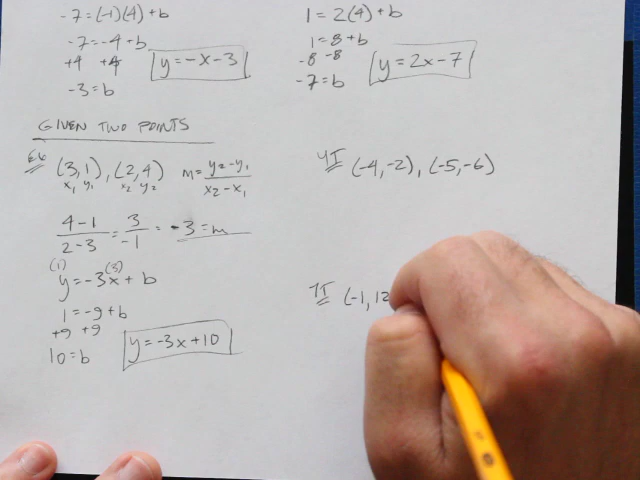 -7=(-1)(4)+b
-7=-4+b
+4 +4
-3=b
y=-x-3
1=2(4)+b
1=8+b
-8 -8
-7=b
y=2x-7
GIVEN TWO POINTS
EX (3,1), (2,4) m= y2-y1 / x2-x1
x1 y1 x2 y2
4-1 / 2-3 = 3 / -1 = -3=m
(1) (3)
y=-3x+b
1=-9+b
+9 +9
10=b
y=-3x+10
YT (-4,-2), (-5,-6)
YT (-1,12